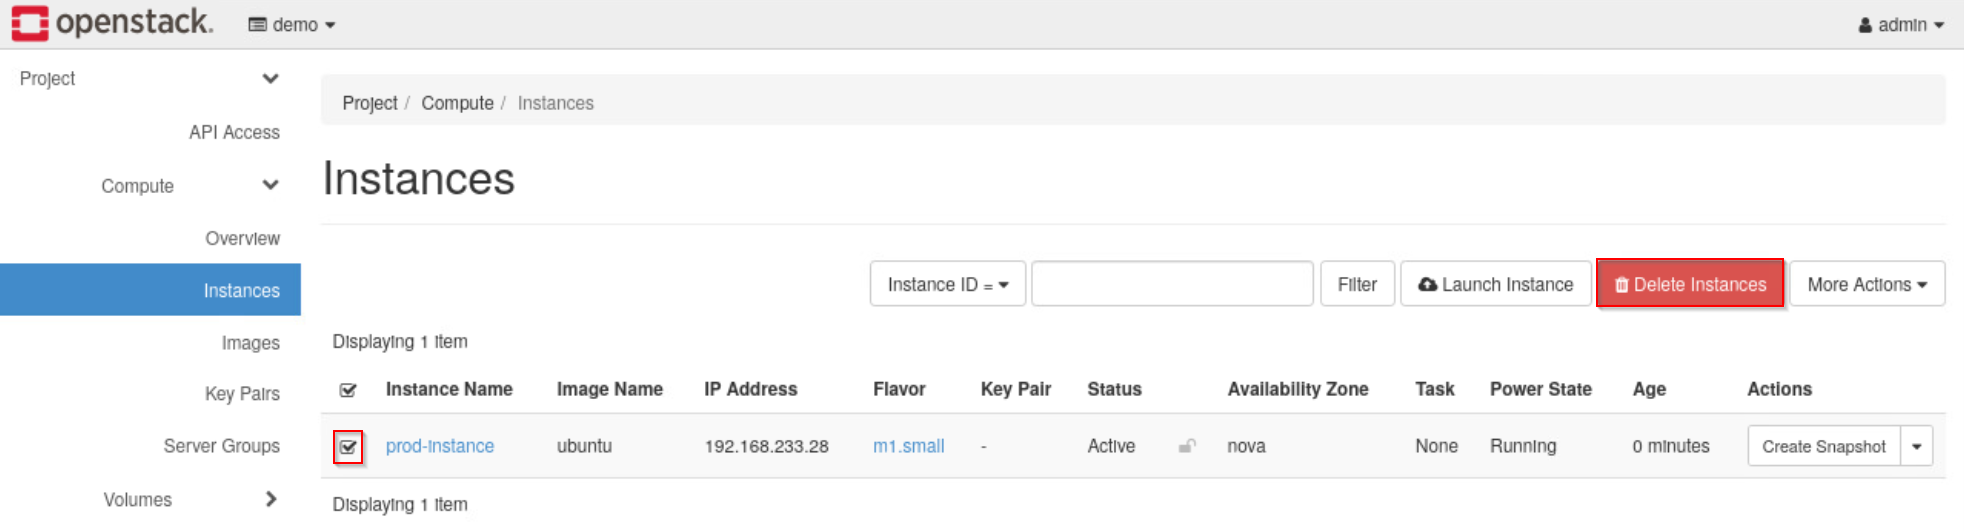 openstack. demo admin
Project
Project / Compute / Instances
API Access
Instances
Compute
Overview
Instance ID = Filter Launch Instance Delete Instances More Actions
Instances
Images
Displaying 1 item
Instance Name Image Name IP Address Flavor Key Pair Status Availability Zone Task Power State Age Actions
Key Pairs
Server Groups
prod-instance ubuntu 192.168.233.28 m1.small - Active nova None Running 0 minutes Create Snapshot
Volumes
Displaying 1 item